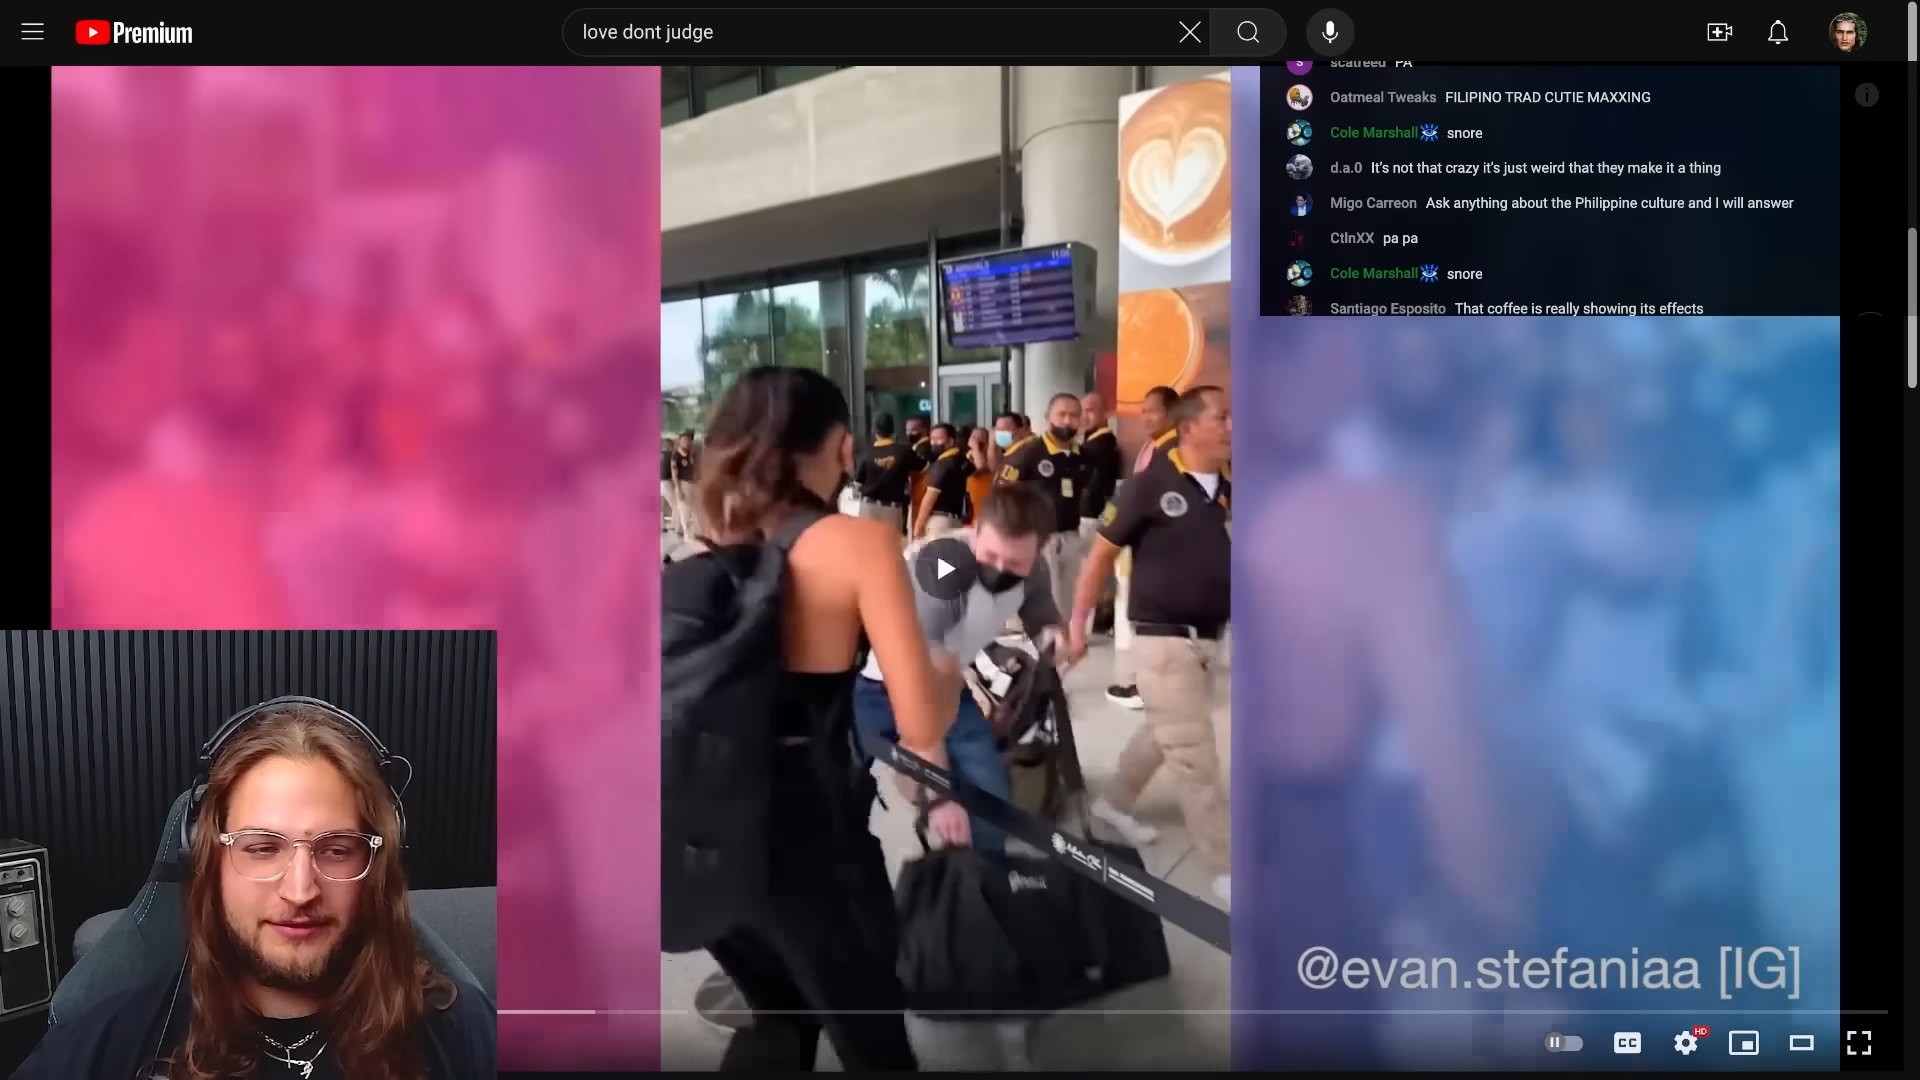 Premium
love dont judge
scatreed PA
Oatmeal Tweaks FILIPINO TRAD CUTIE MAXXING
Cole Marshall snore
d.a.0 It's not that crazy it's just weird that they make it a thing
Migo Carreon Ask anything about the Philippine culture and I will answer
CtlnXX pa pa
Cole Marshall snore
Santiago Esposito That coffee is really showing its effects
ARRIVALS
@evan.stefaniaa [IG]
CC
HD